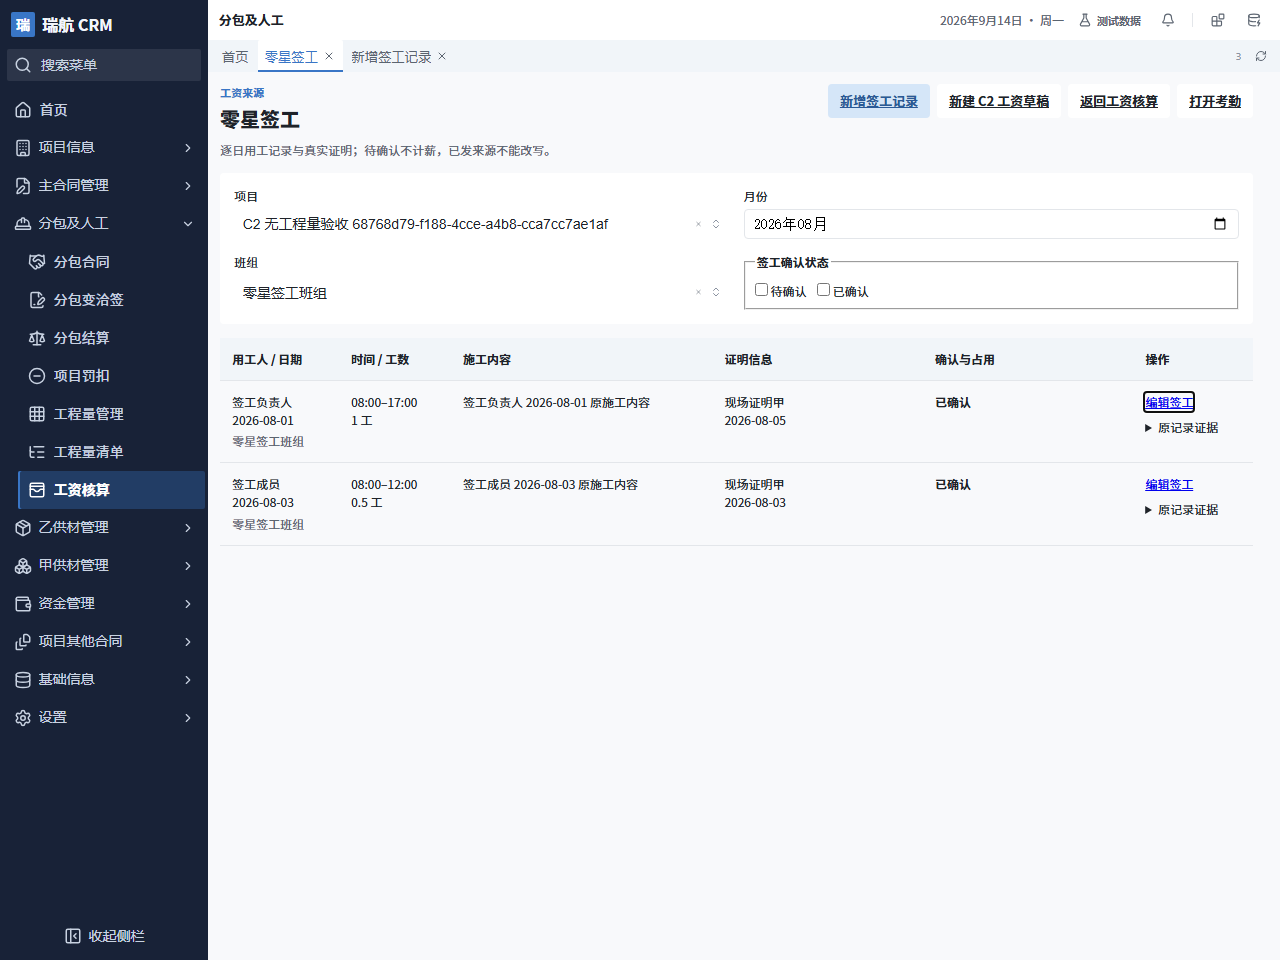 瑞 瑞航 CRM
搜索菜单
首页
项目信息
主合同管理
分包及人工
分包合同
分包变洽签
分包结算
项目罚扣
工程量管理
工程量清单
工资核算
乙供材管理
甲供材管理
资金管理
项目其他合同
基础信息
设置
收起侧栏
分包及人工
2026年9月14日 · 周一 测试数据
首页 零星签工 × 新增签工记录 × 3
工资来源
零星签工
逐日用工记录与真实证明；待确认不计薪，已发来源不能改写。
新增签工记录 新建 C2 工资草稿 返回工资核算 打开考勤
项目
C2 无工程量验收 68768d79-f188-4cce-a4b8-cca7cc7ae1af ×
月份
2026年08月
班组
零星签工班组 ×
签工确认状态
待确认 已确认
用工人 / 日期 时间 / 工数 施工内容 证明信息 确认与占用 操作
签工负责人 08:00–17:00 签工负责人 2026-08-01 原施工内容 现场证明甲 已确认 编辑签工
2026-08-01 1 工 2026-08-05
零星签工班组 原记录证据
签工成员 08:00–12:00 签工成员 2026-08-03 原施工内容 现场证明甲 已确认 编辑签工
2026-08-03 0.5 工 2026-08-03
零星签工班组 原记录证据